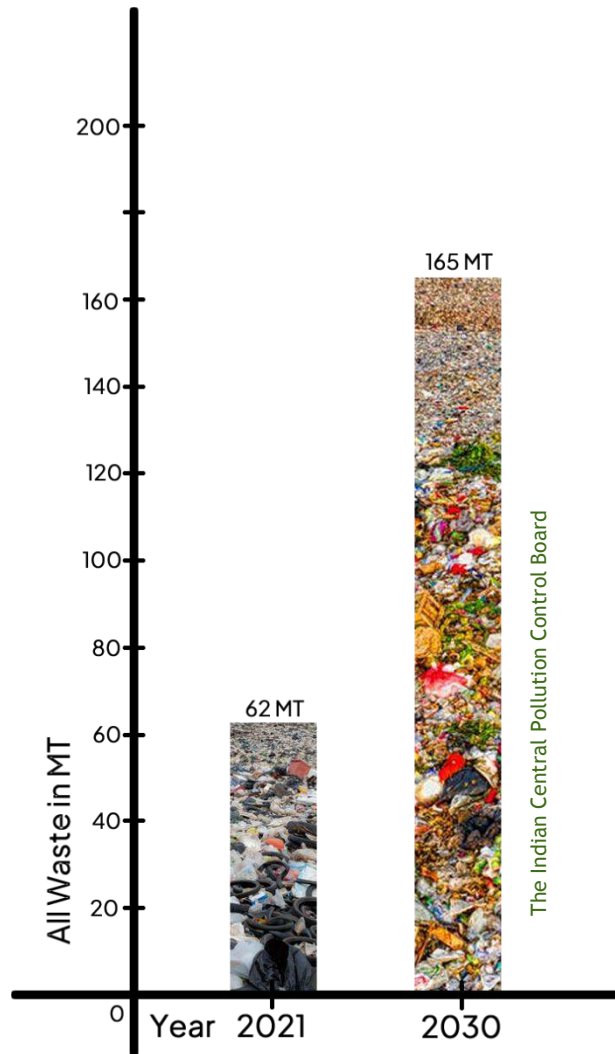 200
160
140
120
100
80
60
40
20
0
All Waste in MT
165 MT
62 MT
The Indian Central Pollution Control Board
Year 2021 2030